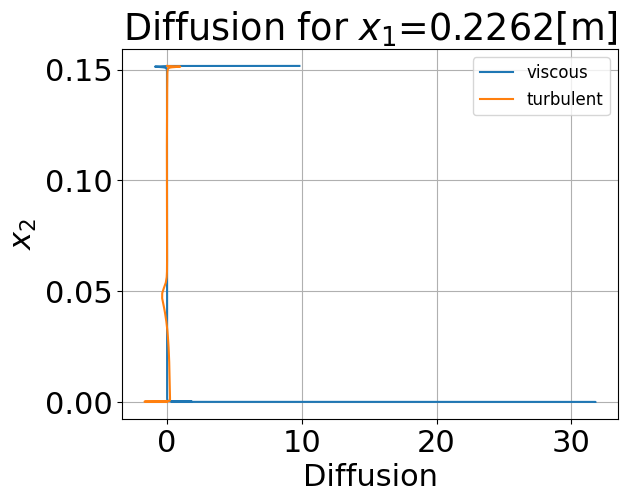 Diffusion for x₁=0.2262[m]
viscous
turbulent
0.15
0.10
0.05
0.00
x₂
0 10 20 30
Diffusion